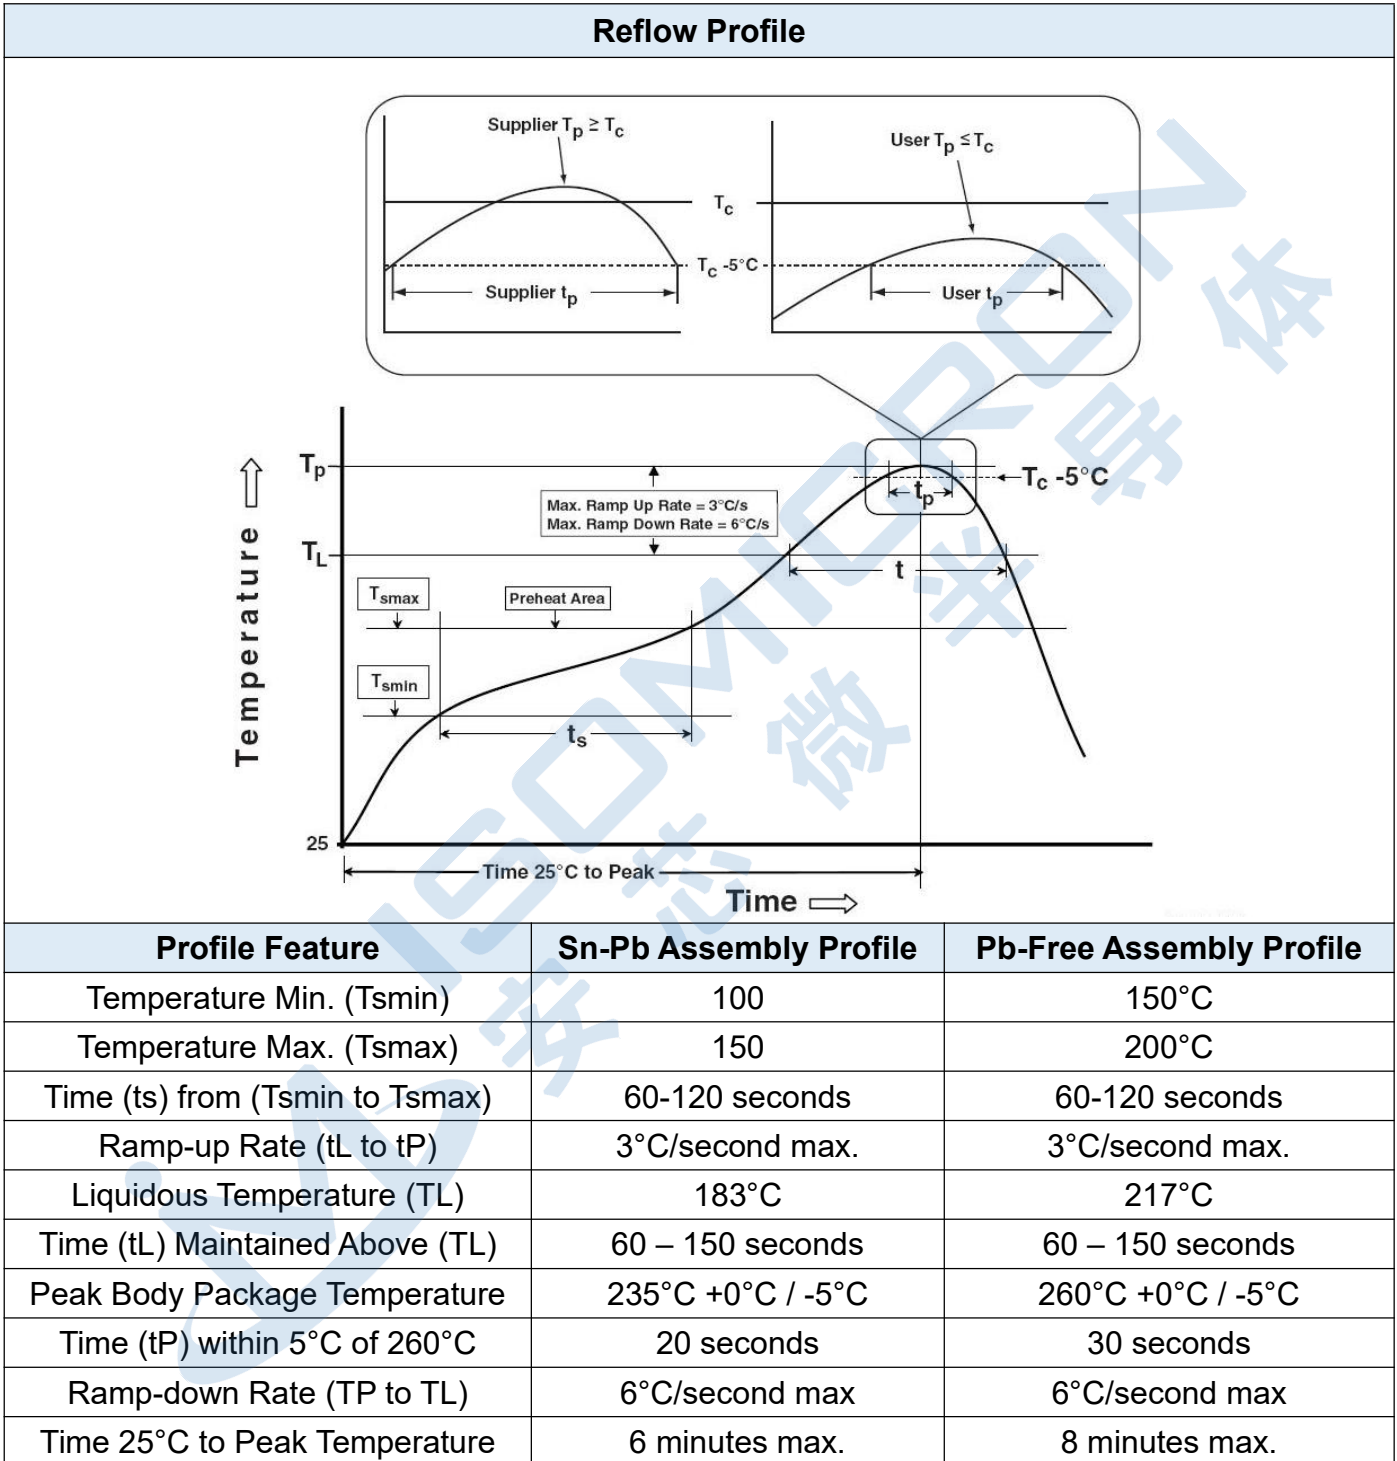 Reflow Profile
Supplier Tp ≥ Tc
User Tp ≤ Tc
Tc
Tc -5°C
Supplier tp
User tp
Tp
Tc -5°C
tp
Max. Ramp Up Rate = 3°C/s
Max. Ramp Down Rate = 6°C/s
TL
t
Tsmax
Preheat Area
Tsmin
ts
Temperature
25
Time 25°C to Peak
Time
ISOMICRON
安芯微半导体
Profile Feature Sn-Pb Assembly Profile Pb-Free Assembly Profile
Temperature Min. (Tsmin) 100 150°C
Temperature Max. (Tsmax) 150 200°C
Time (ts) from (Tsmin to Tsmax) 60-120 seconds 60-120 seconds
Ramp-up Rate (tL to tP) 3°C/second max. 3°C/second max.
Liquidous Temperature (TL) 183°C 217°C
Time (tL) Maintained Above (TL) 60 – 150 seconds 60 – 150 seconds
Peak Body Package Temperature 235°C +0°C / -5°C 260°C +0°C / -5°C
Time (tP) within 5°C of 260°C 20 seconds 30 seconds
Ramp-down Rate (TP to TL) 6°C/second max 6°C/second max
Time 25°C to Peak Temperature 6 minutes max. 8 minutes max.